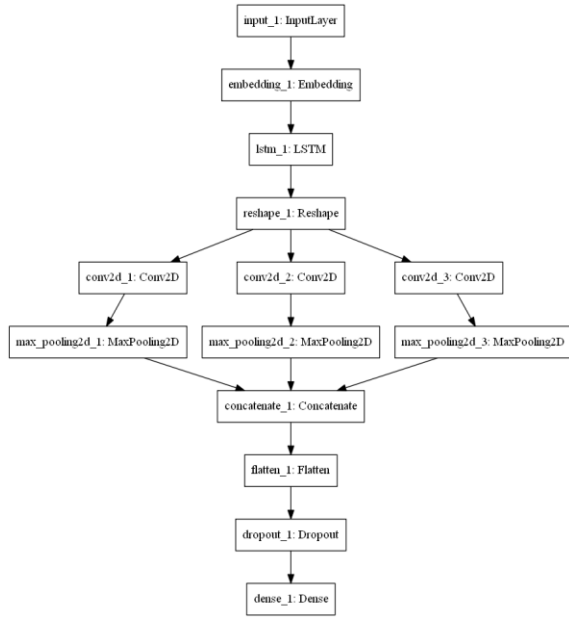 input_1: InputLayer
embedding_1: Embedding
lstm_1: LSTM
reshape_1: Reshape
conv2d_1: Conv2D
conv2d_2: Conv2D
conv2d_3: Conv2D
max_pooling2d_1: MaxPooling2D
max_pooling2d_2: MaxPooling2D
max_pooling2d_3: MaxPooling2D
concatenate_1: Concatenate
flatten_1: Flatten
dropout_1: Dropout
dense_1: Dense